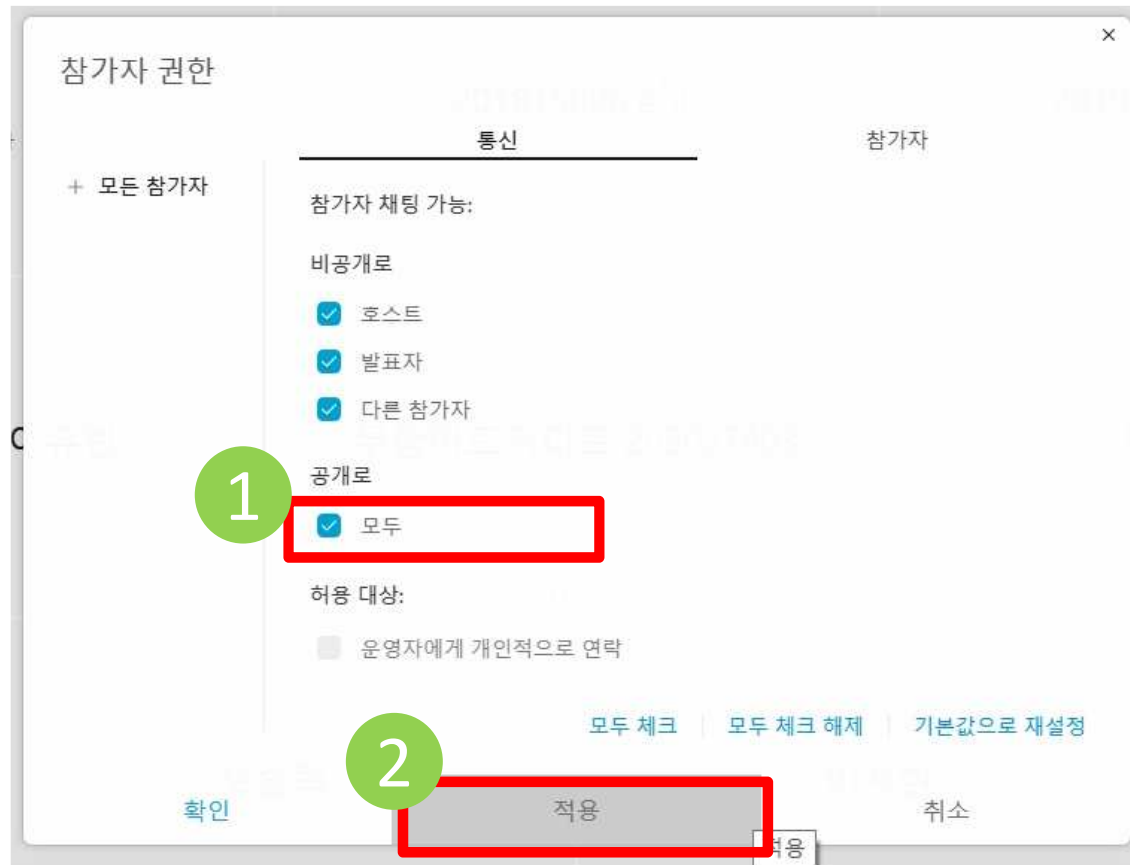 참가자 권한
통신
참가자
+ 모든 참가자
참가자 채팅 가능:
비공개로
호스트
발표자
다른 참가자
1
공개로
모두
허용 대상:
운영자에게 개인적으로 연락
모두 체크 모두 체크 해제 기본값으로 재설정
2
확인 적용 취소
적용